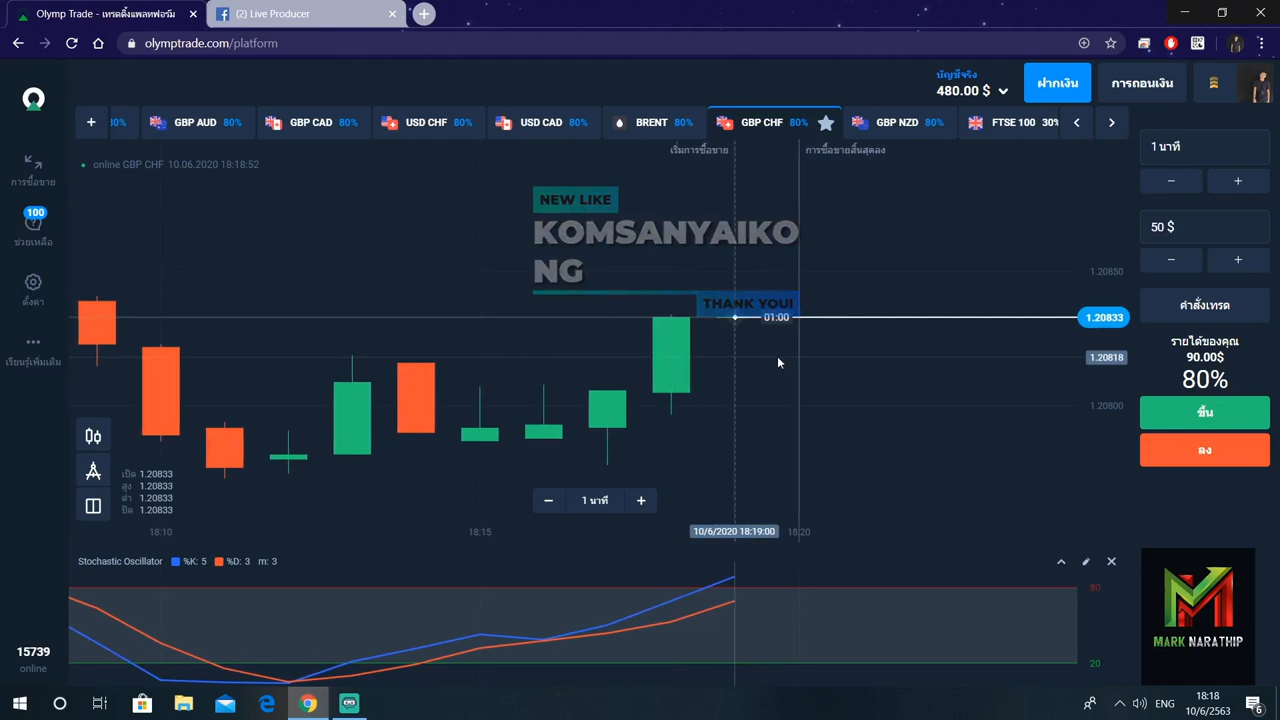 Olymp Trade - เทรดดิ้งแพลทฟอร์ม
(2) Live Producer
olymptrade.com/platform
บัญชีจริง
480.00 $
ฝากเงิน
การถอนเงิน
80%
GBP AUD 80%
GBP CAD 80%
USD CHF 80%
USD CAD 80%
BRENT 80%
GBP CHF 80%
GBP NZD 80%
FTSE 100 30%
เริ่มการซื้อขาย
การซื้อขายสิ้นสุดลง
online GBP CHF 10.06.2020 18:18:52
การซื้อขาย
100
ช่วยเหลือ
ตั้งค่า
เรียนรู้เพิ่มเติม
NEW LIKE
KOMSANYAIKO
NG
THANK YOU!
01:00
1.20850
1.20833
1.20818
1.20800
1 นาที
50 $
คำสั่งเทรด
รายได้ของคุณ
90.00$
80%
ขึ้น
ลง
เปิด 1.20833
สูง 1.20833
ต่ำ 1.20833
ปิด 1.20833
1 นาที
18:10
18:15
10/6/2020 18:19:00
18:20
Stochastic Oscillator %K: 5 %D: 3 m: 3
80
20
15739
online
MARK NARATHIP
ENG
18:18
10/6/2563
6